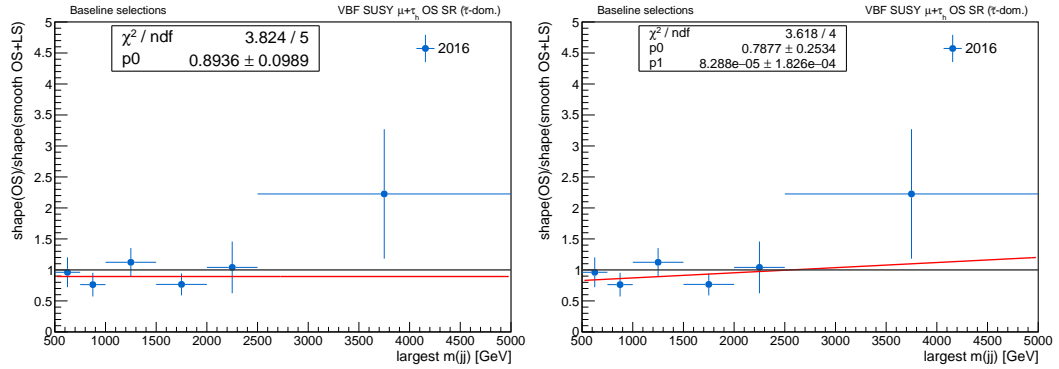 Baseline selections VBF SUSY μ+τh OS SR (τ̃-dom.)
χ² / ndf 3.824 / 5
p0 0.8936 ± 0.0989
2016
shape(OS)/shape(smooth OS+LS)
5
4.5
4
3.5
3
2.5
2
1.5
1
0.5
0
500 1000 1500 2000 2500 3000 3500 4000 4500 5000
largest m(jj) [GeV]
Baseline selections VBF SUSY μ+τh OS SR (τ̃-dom.)
χ² / ndf 3.618 / 4
p0 0.7877 ± 0.2534
p1 8.288e−05 ± 1.826e−04
2016
shape(OS)/shape(smooth OS+LS)
5
4.5
4
3.5
3
2.5
2
1.5
1
0.5
0
500 1000 1500 2000 2500 3000 3500 4000 4500 5000
largest m(jj) [GeV]